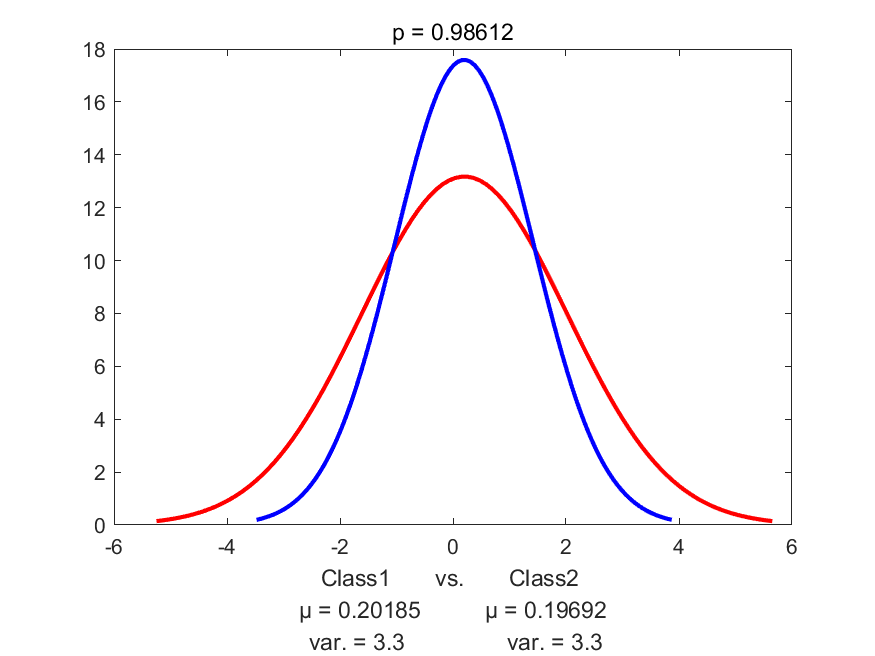 p = 0.98612
18
16
14
12
10
8
6
4
2
0
-6 -4 -2 0 2 4 6
Class1 vs. Class2
μ = 0.20185 μ = 0.19692
var. = 3.3 var. = 3.3